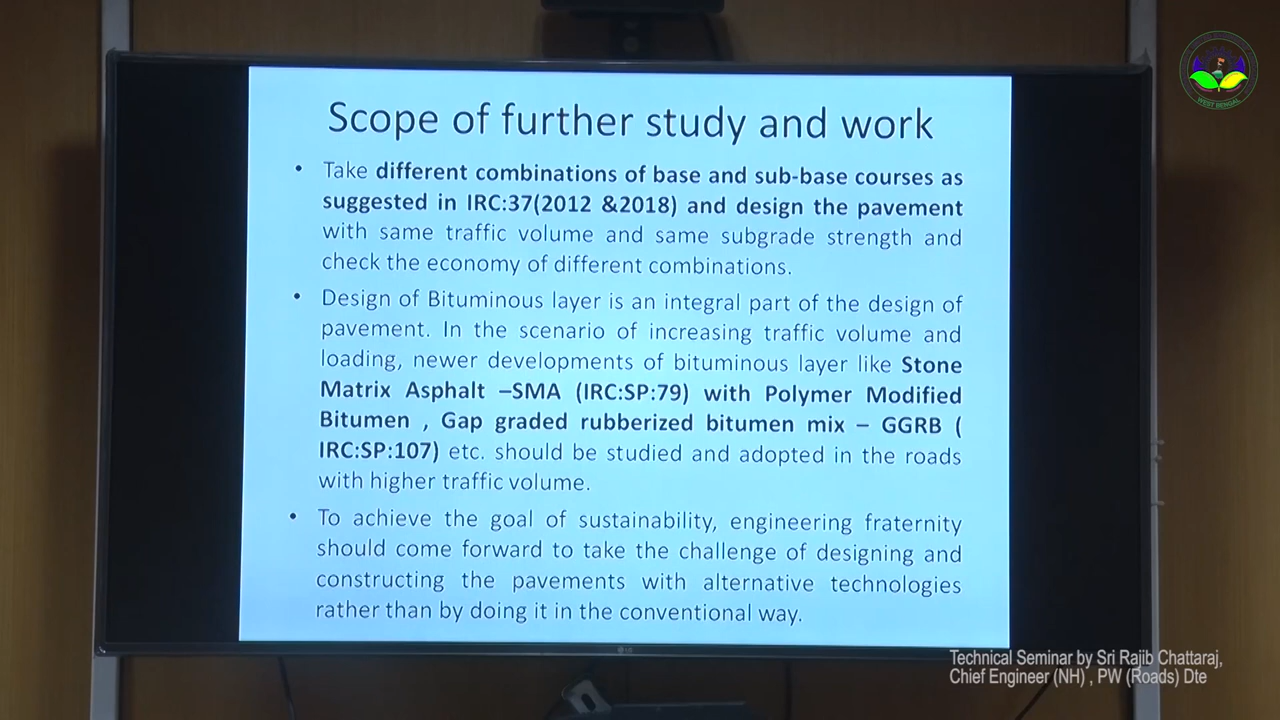 Scope of further study and work
• Take different combinations of base and sub-base courses as
suggested in IRC:37(2012 &2018) and design the pavement
with same traffic volume and same subgrade strength and
check the economy of different combinations.
• Design of Bituminous layer is an integral part of the design of
pavement. In the scenario of increasing traffic volume and
loading, newer developments of bituminous layer like Stone
Matrix Asphalt –SMA (IRC:SP:79) with Polymer Modified
Bitumen , Gap graded rubberized bitumen mix – GGRB (
IRC:SP:107) etc. should be studied and adopted in the roads
with higher traffic volume.
• To achieve the goal of sustainability, engineering fraternity
should come forward to take the challenge of designing and
constructing the pavements with alternative technologies
rather than by doing it in the conventional way.
LG
Technical Seminar by Sri Rajib Chattaraj,
Chief Engineer (NH) , PW (Roads) Dte
WEST BENGAL